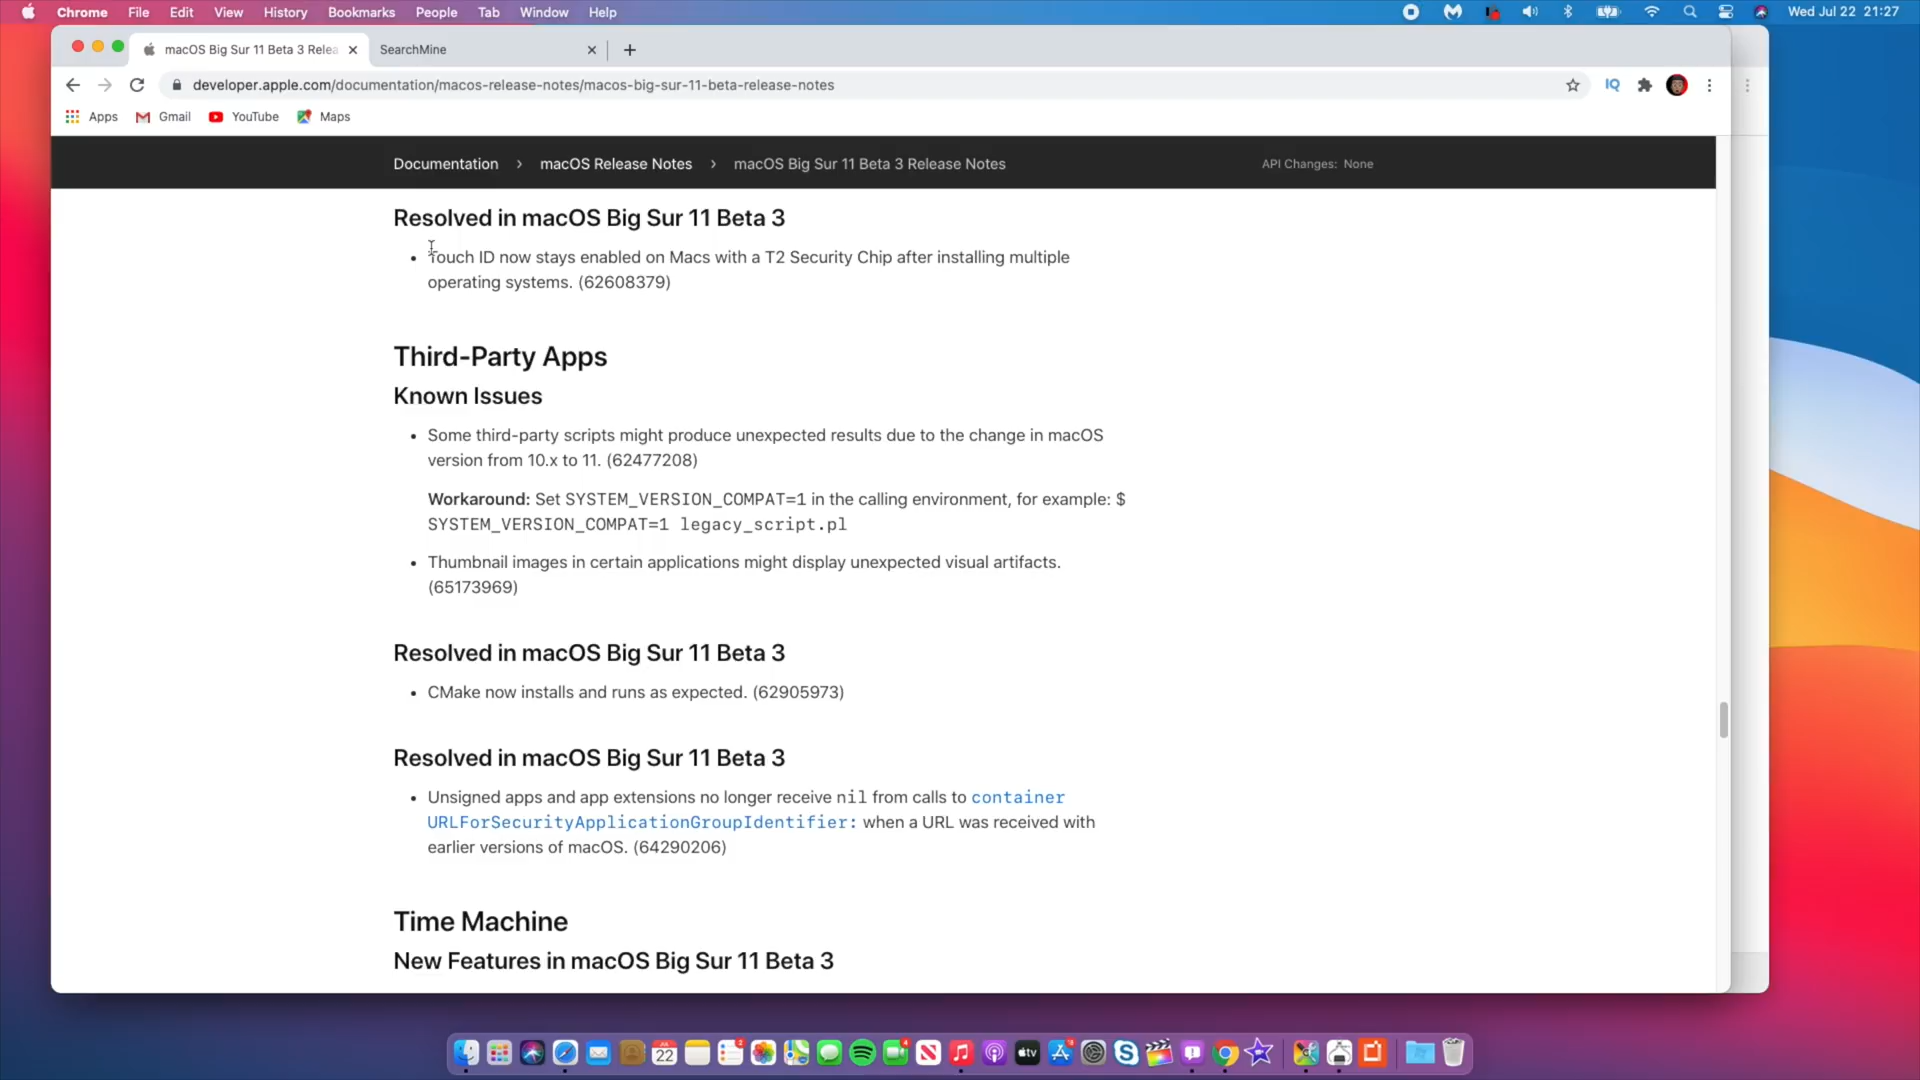 Chrome File Edit View History Bookmarks People Tab Window Help Wed Jul 22 21:27
macOS Big Sur 11 Beta 3 Relea SearchMine
developer.apple.com/documentation/macos-release-notes/macos-big-sur-11-beta-release-notes IQ
Apps Gmail YouTube Maps
Documentation > macOS Release Notes > macOS Big Sur 11 Beta 3 Release Notes API Changes: None
Resolved in macOS Big Sur 11 Beta 3
• Touch ID now stays enabled on Macs with a T2 Security Chip after installing multiple
operating systems. (62608379)
Third-Party Apps
Known Issues
• Some third-party scripts might produce unexpected results due to the change in macOS
version from 10.x to 11. (62477208)
Workaround: Set SYSTEM_VERSION_COMPAT=1 in the calling environment, for example: $
SYSTEM_VERSION_COMPAT=1 legacy_script.pl
• Thumbnail images in certain applications might display unexpected visual artifacts.
(65173969)
Resolved in macOS Big Sur 11 Beta 3
• CMake now installs and runs as expected. (62905973)
Resolved in macOS Big Sur 11 Beta 3
• Unsigned apps and app extensions no longer receive nil from calls to container
URLForSecurityApplicationGroupIdentifier: when a URL was received with
earlier versions of macOS. (64290206)
Time Machine
New Features in macOS Big Sur 11 Beta 3
22 tv